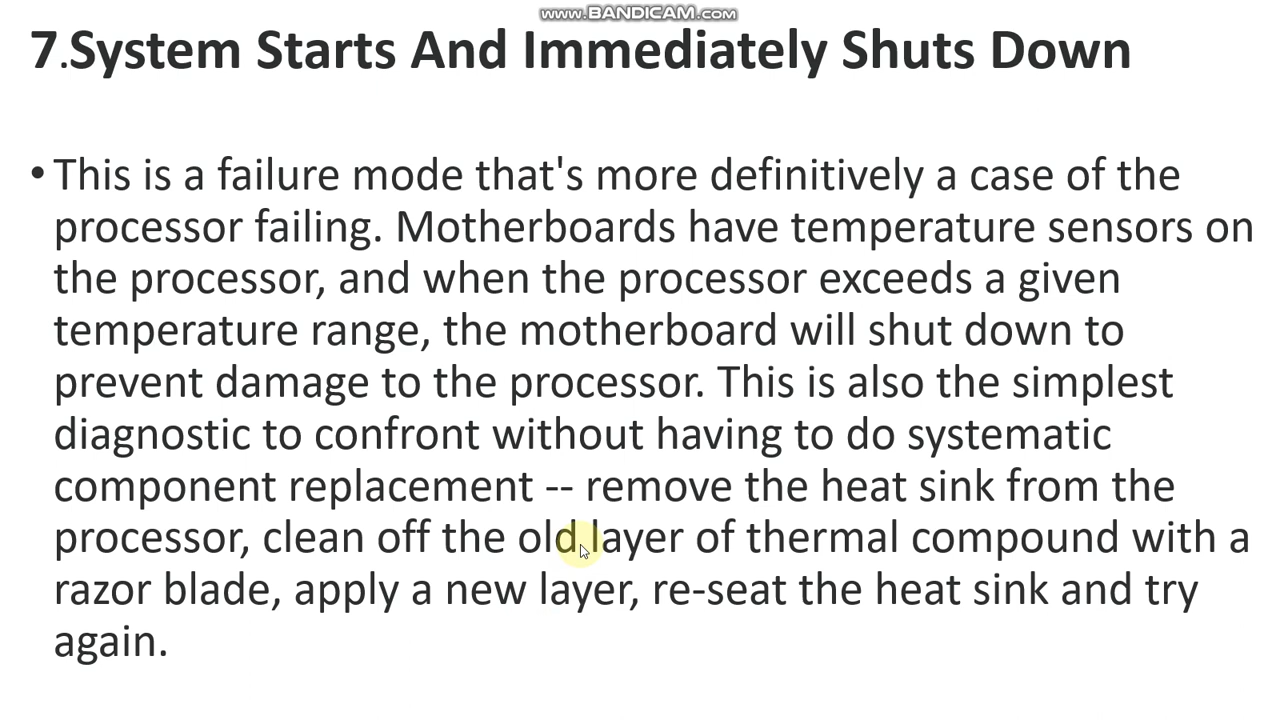 www.BANDICAM.com
7.System Starts And Immediately Shuts Down
• This is a failure mode that's more definitively a case of the
processor failing. Motherboards have temperature sensors on
the processor, and when the processor exceeds a given
temperature range, the motherboard will shut down to
prevent damage to the processor. This is also the simplest
diagnostic to confront without having to do systematic
component replacement -- remove the heat sink from the
processor, clean off the old layer of thermal compound with a
razor blade, apply a new layer, re-seat the heat sink and try
again.